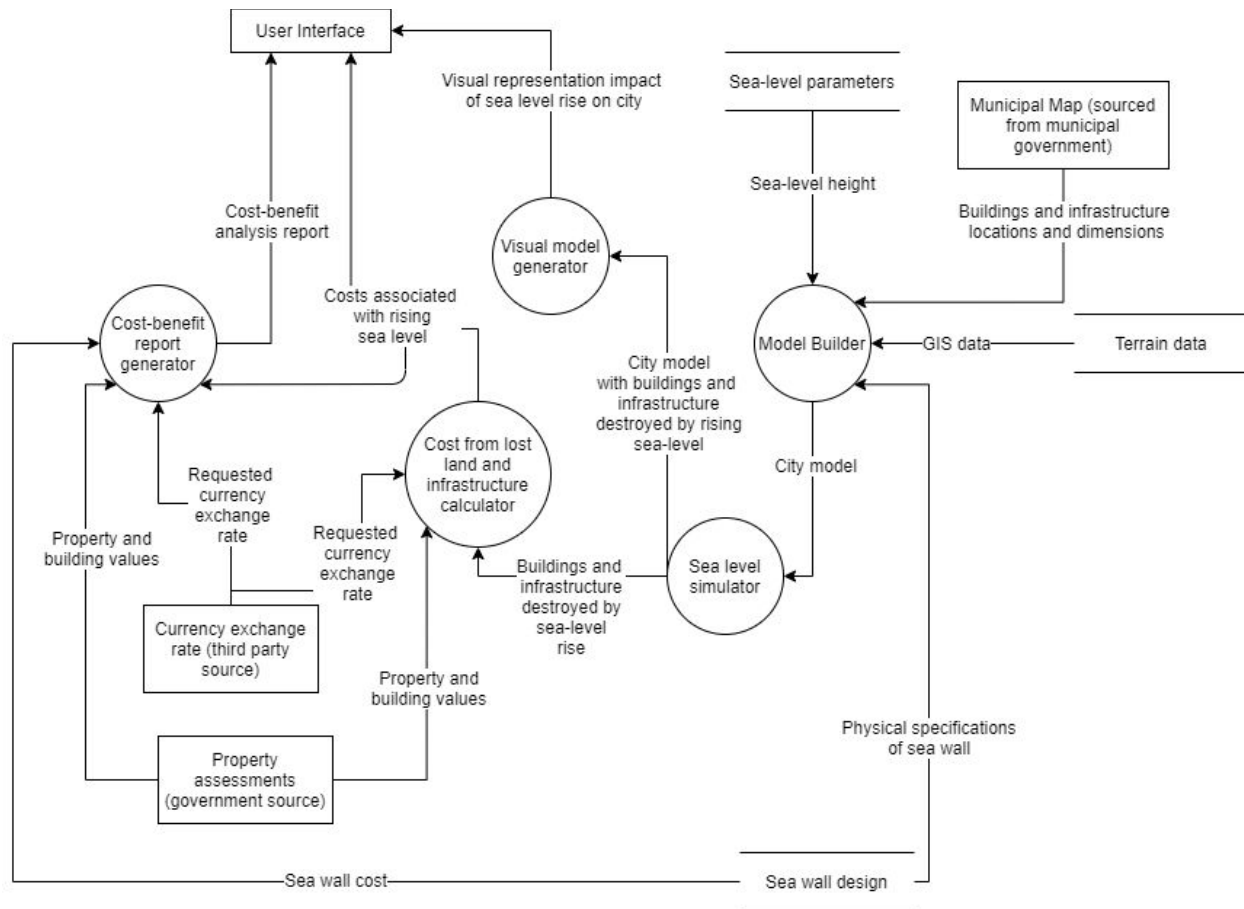 User Interface
Visual representation impact
of sea level rise on city
Sea-level parameters
Municipal Map (sourced
from municipal
government)
Sea-level height
Buildings and infrastructure
locations and dimensions
Cost-benefit
analysis report
Visual model
generator
Costs associated
with rising
sea level
Cost-benefit
report
generator
Model Builder
GIS data
Terrain data
City model
with buildings and
infrastructure
destroyed by rising
sea-level
Cost from lost
land and
infrastructure
calculator
City model
Requested
currency
exchange
rate
Requested
currency
exchange
rate
Property and
building values
Buildings and
infrastructure
destroyed by
sea-level
rise
Sea level
simulator
Currency exchange
rate (third party
source)
Property and
building values
Physical specifications
of sea wall
Property
assessments
(government source)
Sea wall cost
Sea wall design